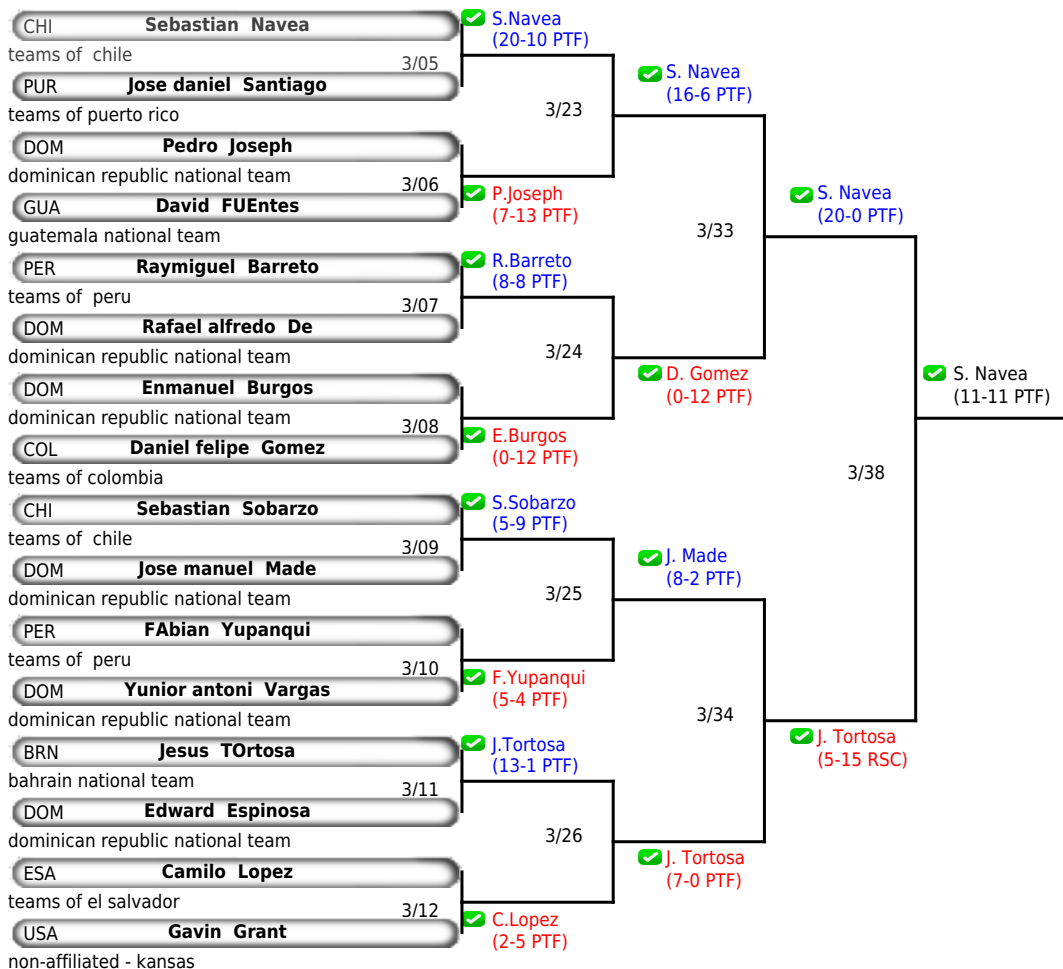 CHI Sebastian Navea
teams of chile
3/05
PUR Jose daniel Santiago
teams of puerto rico
DOM Pedro Joseph
dominican republic national team
3/06
GUA David FUEntes
guatemala national team
PER Raymiguel Barreto
teams of peru
3/07
DOM Rafael alfredo De
dominican republic national team
DOM Enmanuel Burgos
dominican republic national team
3/08
COL Daniel felipe Gomez
teams of colombia
CHI Sebastian Sobarzo
teams of chile
3/09
DOM Jose manuel Made
dominican republic national team
PER FAbian Yupanqui
teams of peru
3/10
DOM Yunior antoni Vargas
dominican republic national team
BRN Jesus TOrtosa
bahrain national team
3/11
DOM Edward Espinosa
dominican republic national team
ESA Camilo Lopez
teams of el salvador
3/12
USA Gavin Grant
non-affiliated - kansas
S.Navea
(20-10 PTF)
3/23
P.Joseph
(7-13 PTF)
R.Barreto
(8-8 PTF)
3/24
E.Burgos
(0-12 PTF)
S.Sobarzo
(5-9 PTF)
3/25
F.Yupanqui
(5-4 PTF)
J.Tortosa
(13-1 PTF)
3/26
C.Lopez
(2-5 PTF)
S. Navea
(16-6 PTF)
3/33
D. Gomez
(0-12 PTF)
J. Made
(8-2 PTF)
3/34
J. Tortosa
(7-0 PTF)
S. Navea
(20-0 PTF)
3/38
J. Tortosa
(5-15 RSC)
S. Navea
(11-11 PTF)